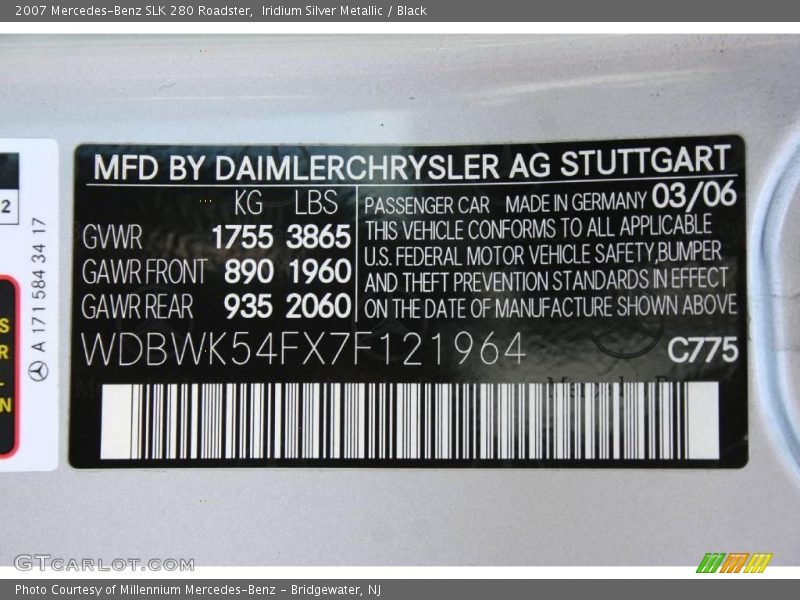 2007 Mercedes-Benz SLK 280 Roadster,  Iridium Silver Metallic / Black
MFD BY DAIMLERCHRYSLER AG STUTTGART
KG LBS
GVWR 1755 3865
GAWR FRONT 890 1960
GAWR REAR 935 2060
PASSENGER CAR MADE IN GERMANY 03/06
THIS VEHICLE CONFORMS TO ALL APPLICABLE
U.S. FEDERAL MOTOR VEHICLE SAFETY,BUMPER
AND THEFT PREVENTION STANDARDS IN EFFECT
ON THE DATE OF MANUFACTURE SHOWN ABOVE
WDBWK54FX7F121964
C775
2
A 171 584 34 17
S
R
-
N
GTCARLOT.COM
Photo Courtesy of Millennium Mercedes-Benz - Bridgewater, NJ